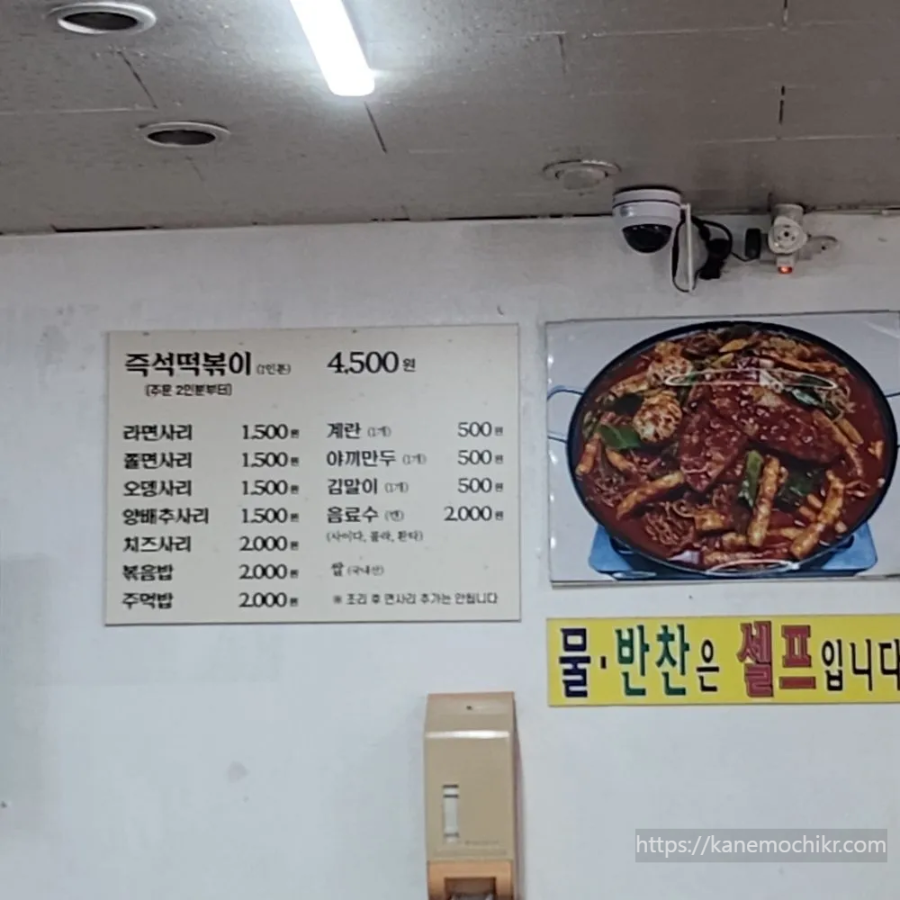 즉석떡볶이 (1인분) 4,500원
(주문 2인분부터)
라면사리 1,500원
쫄면사리 1,500원
오뎅사리 1,500원
양배추사리 1,500원
치즈사리 2,000원
볶음밥 2,000원
주먹밥 2,000원
계란 (1개) 500원
야끼만두 (1개) 500원
김말이 (1개) 500원
음료수 (캔) 2,000원
(사이다, 콜라, 환타)
쌀 (국내산)
※ 조리 후 면사리 추가는 안됩니다
물·반찬은 셀프입니다
https://kanemochikr.com